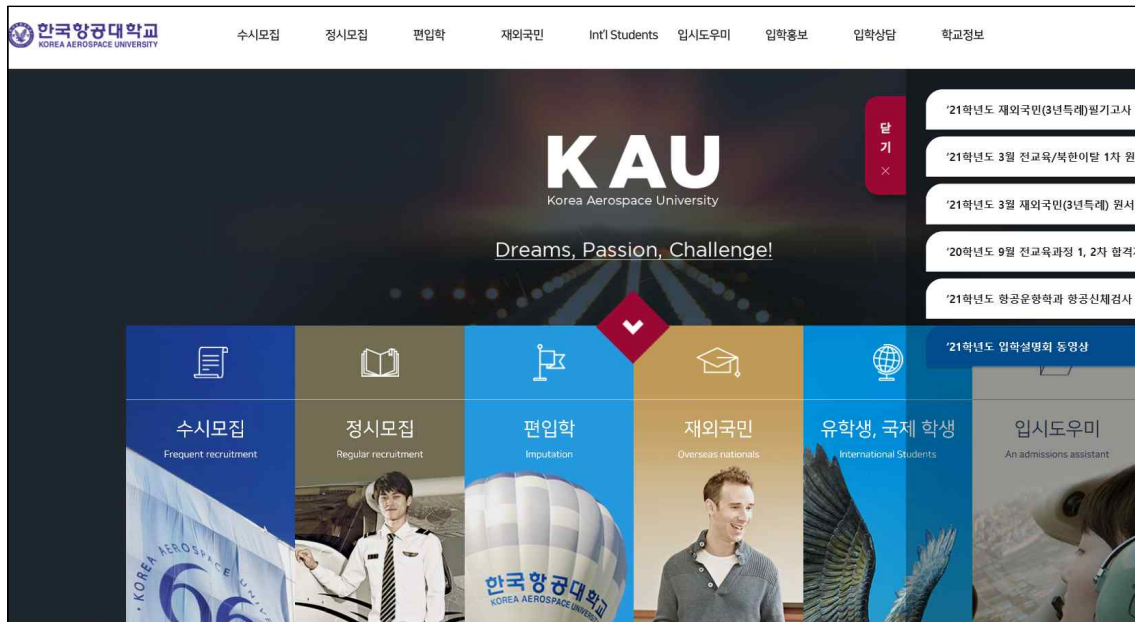 한국항공대학교
KOREA AEROSPACE UNIVERSITY
수시모집 정시모집 편입학 재외국민 Int'l Students 입시도우미 입학홍보 입학상담 학교정보
KAU
Korea Aerospace University
Dreams, Passion, Challenge!
닫기
'21학년도 재외국민(3년특례)필기고사
'21학년도 3월 전교육/북한이탈 1차 원
'21학년도 3월 재외국민(3년특례) 원서
'20학년도 9월 전교육과정 1, 2차 합격
'21학년도 항공운항학과 항공신체검사
'21학년도 입학설명회 동영상
수시모집
Frequent recruitment
정시모집
Regular recruitment
편입학
Imputation
재외국민
Overseas nationals
유학생, 국제 학생
International Students
입시도우미
An admissions assistant
KOREA AEROSPACE UNIVE
66
한국항공대학교
KOREA AEROSPACE UNIVERSITY